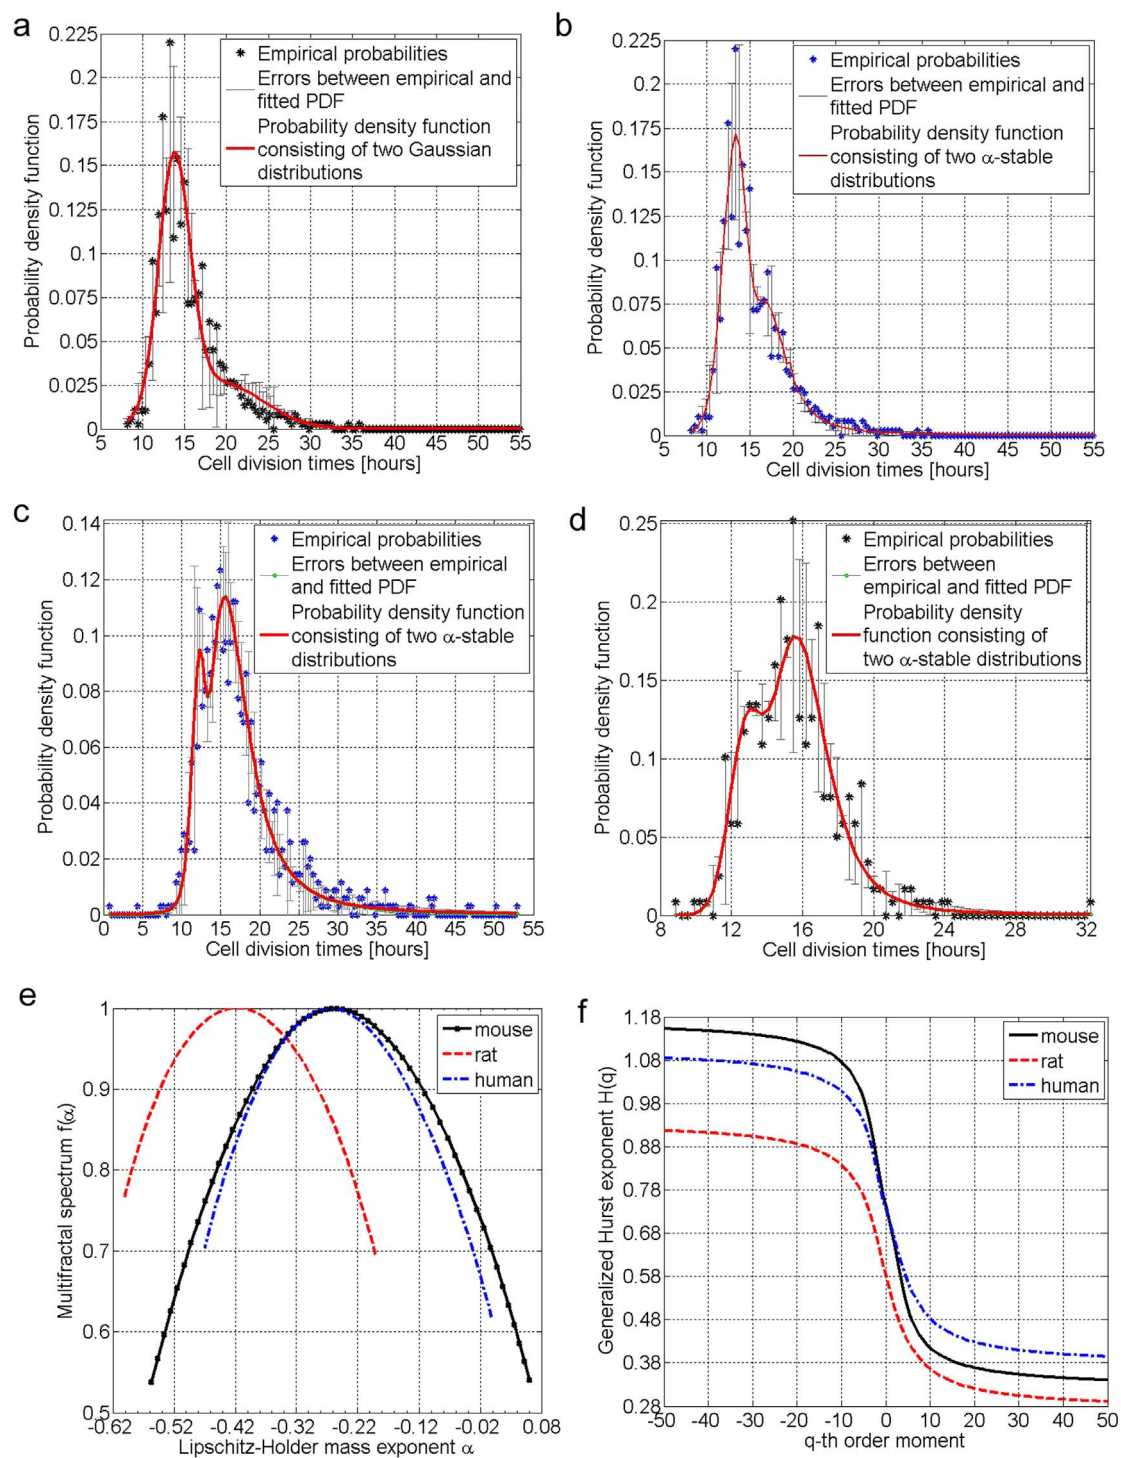 a
0.225
0.2
0.175
0.15
0.125
0.1
0.075
0.05
0.025
0
Probability density function
Empirical probabilities
Errors between empirical and
fitted PDF
Probability density function
consisting of two Gaussian
distributions
5 10 15 20 25 30 35 40 45 50 55
Cell division times [hours]
b
0.225
0.2
0.175
0.15
0.125
0.1
0.075
0.05
0.025
0
Probability density function
Empirical probabilities
Errors between empirical and
fitted PDF
Probability density function
consisting of two α-stable
distributions
5 10 15 20 25 30 35 40 45 50 55
Cell division times [hours]
c
0.14
0.12
0.1
0.08
0.06
0.04
0.02
0
Probability density function
Empirical probabilities
Errors between empirical
and fitted PDF
Probability density function
consisting of two α-stable
distributions
0 5 10 15 20 25 30 35 40 45 50 55
Cell division times [hours]
d
0.25
0.2
0.15
0.1
0.05
0
Probability density function
Empirical probabilities
Errors between
empirical and fitted PDF
Probability density
function consisting of
two α-stable distributions
8 12 16 20 24 28 32
Cell division times [hours]
e
1
0.9
0.8
0.7
0.6
0.5
Multifractal spectrum f(α)
mouse
rat
human
-0.62 -0.52 -0.42 -0.32 -0.22 -0.12 -0.02 0.08
Lipschitz-Holder mass exponent α
f
1.18
1.08
0.98
0.88
0.78
0.68
0.58
0.48
0.38
0.28
Generalized Hurst exponent H(q)
mouse
rat
human
-50 -40 -30 -20 -10 0 10 20 30 40 50
q-th order moment